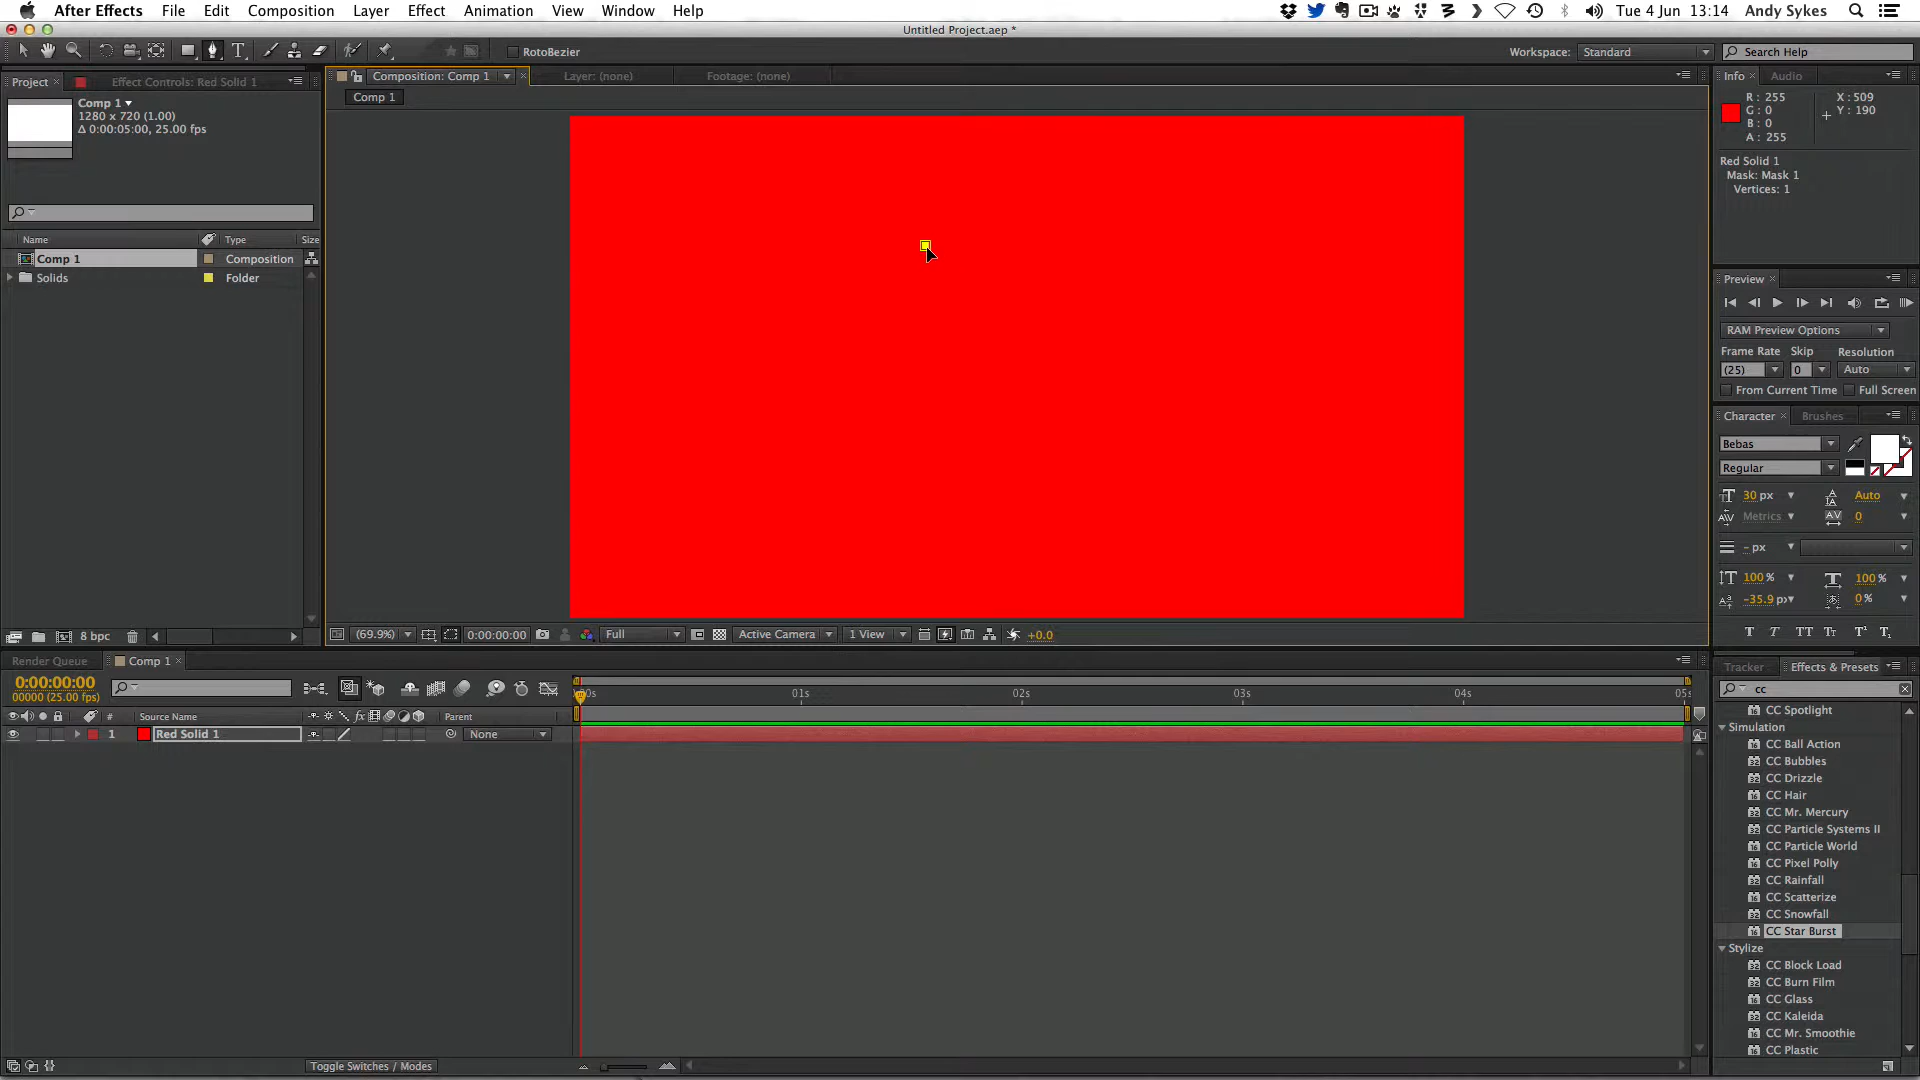 After Effects File Edit Composition Layer Effect Animation View Window Help Tue 4 Jun 13:14 Andy Sykes
Untitled Project.aep *
RotoBezier Workspace: Standard Search Help
Project Effect Controls: Red Solid 1
Comp 1
1280 x 720 (1.00)
Δ 0:00:05:00, 25.00 fps
Name Type Size
Comp 1 Composition
Solids Folder
8 bpc
Composition: Comp 1 Layer: (none) Footage: (none)
Comp 1
(69.9%) 0:00:00:00 Full Active Camera 1 View +0.0
Info Audio
R: 255 X: 509
G: 0 Y: 190
B: 0
A: 255
Red Solid 1
Mask: Mask 1
Vertices: 1
Preview
RAM Preview Options
Frame Rate Skip Resolution
(25) 0 Auto
From Current Time Full Screen
Character Brushes
Bebas
Regular
30 px Auto
Metrics 0
- px
100 % 100 %
-35.9 px 0 %
T T TT Tt T¹ T₁
Render Queue Comp 1
0:00:00:00
00000 (25.00 fps)
# Source Name Parent
1 Red Solid 1 None
00s 01s 02s 03s 04s 05s
Toggle Switches / Modes
Tracker Effects & Presets
cc
CC Spotlight
Simulation
CC Ball Action
CC Bubbles
CC Drizzle
CC Hair
CC Mr. Mercury
CC Particle Systems II
CC Particle World
CC Pixel Polly
CC Rainfall
CC Scatterize
CC Snowfall
CC Star Burst
Stylize
CC Block Load
CC Burn Film
CC Glass
CC Kaleida
CC Mr. Smoothie
CC Plastic